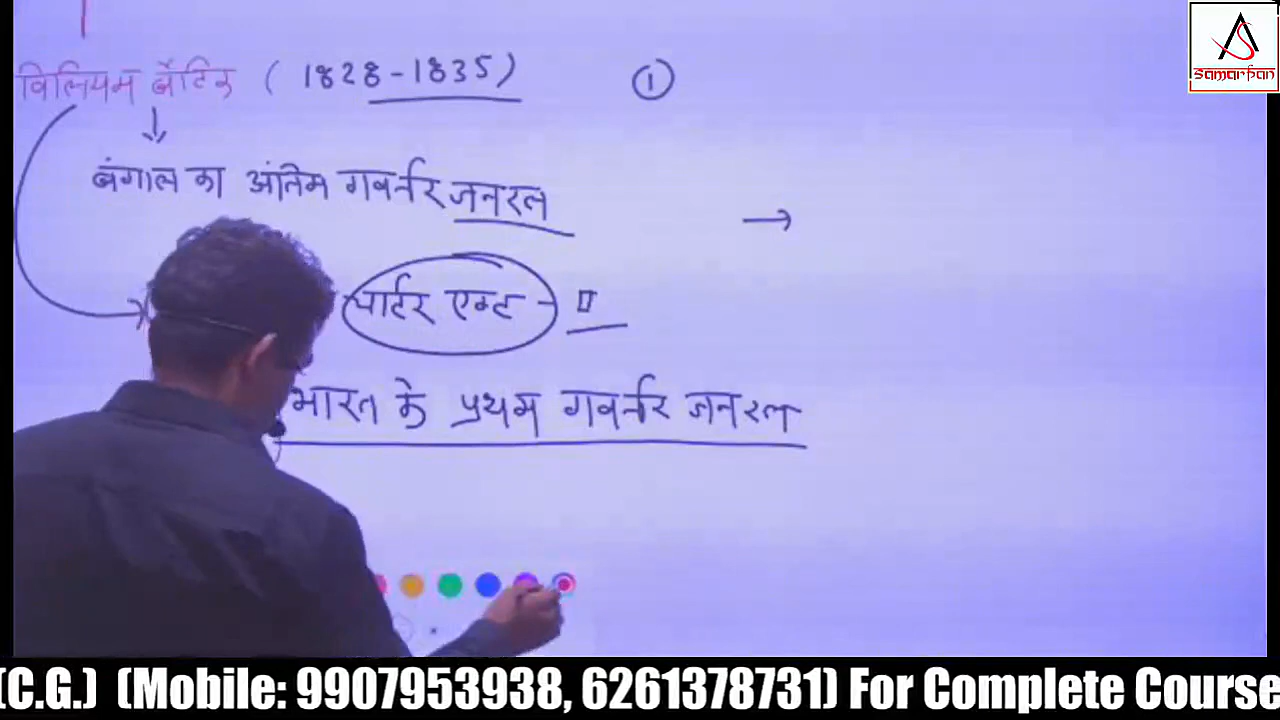 विलियम बेंटिक ( 1828-1835) ①
बंगाल का अंतिम गवर्नर जनरल
→
चार्टर एक्ट -
भारत के प्रथम गवर्नर जनरल
SAMARPAN
(C.G.) (Mobile: 9907953938, 6261378731) For Complete Course